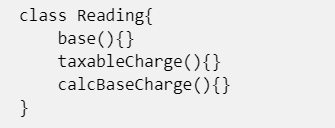 class Reading{
    base(){}
    taxableCharge(){}
    calcBaseCharge(){}
}